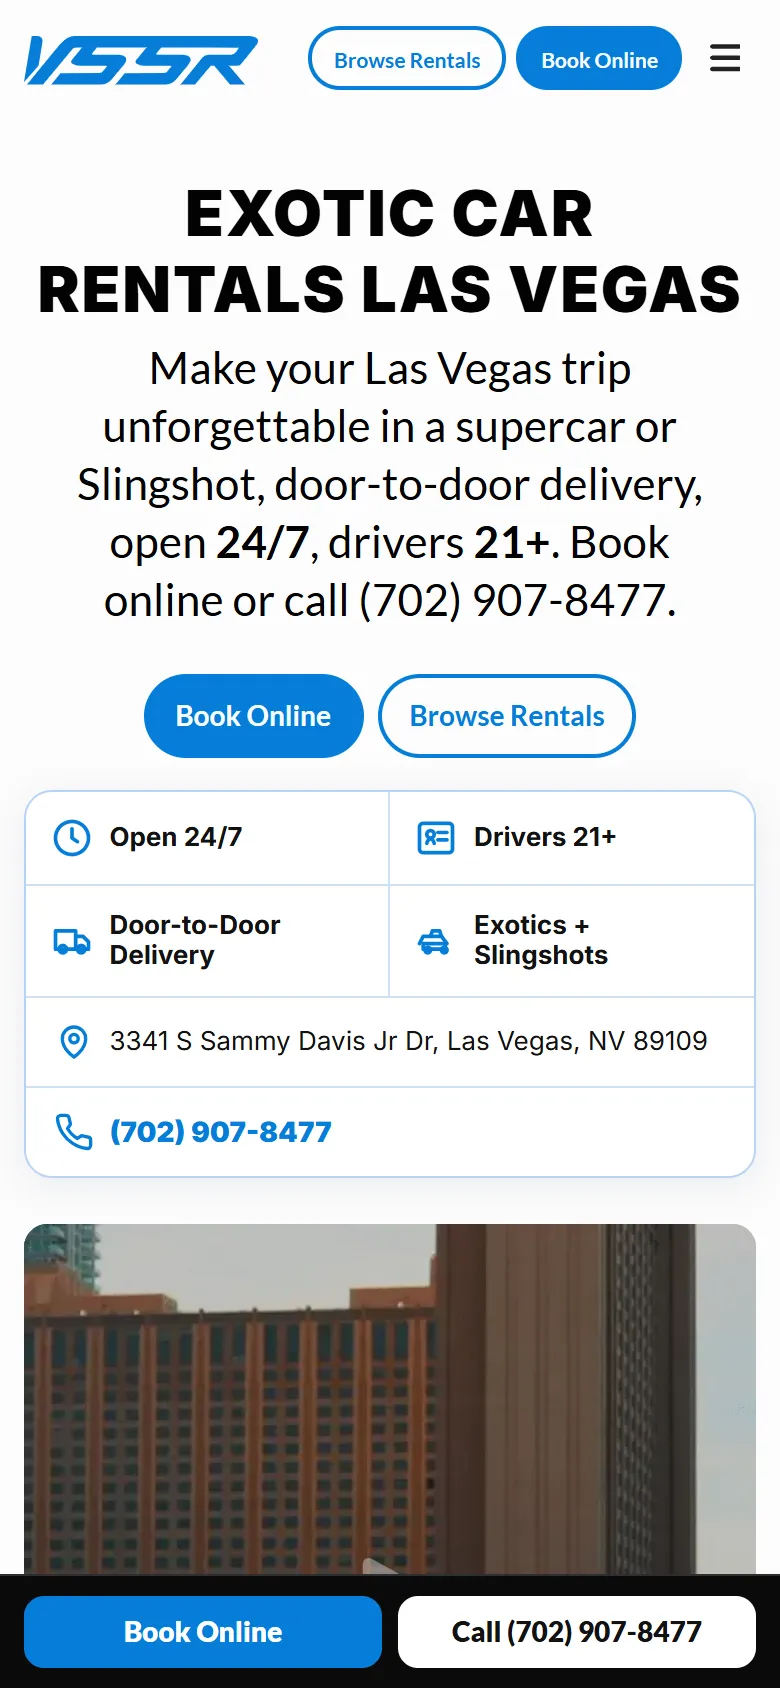 VSSR
Browse Rentals
Book Online
EXOTIC CAR
RENTALS LAS VEGAS
Make your Las Vegas trip
unforgettable in a supercar or
Slingshot, door-to-door delivery,
open 24/7, drivers 21+. Book
online or call (702) 907-8477.
Book Online
Browse Rentals
Open 24/7
Drivers 21+
Door-to-Door
Delivery
Exotics +
Slingshots
3341 S Sammy Davis Jr Dr, Las Vegas, NV 89109
(702) 907-8477
Book Online
Call (702) 907-8477